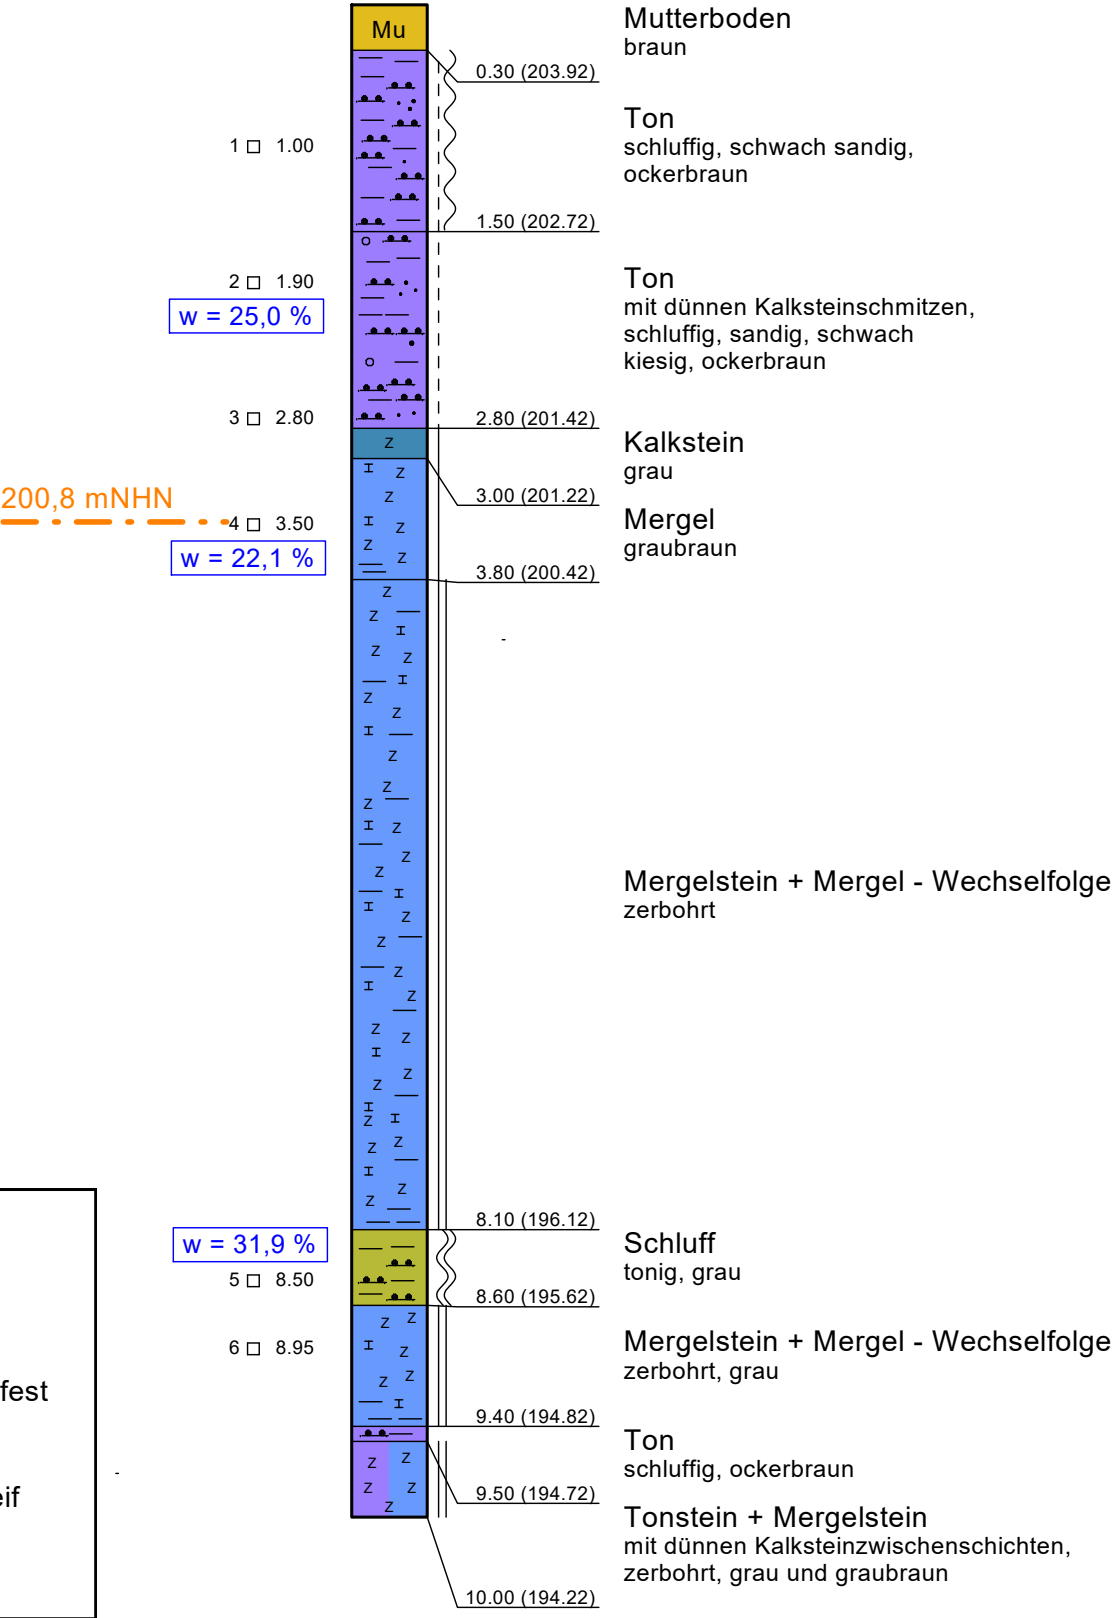 Mu
Mutterboden
braun
0.30 (203.92)
Ton
schluffig, schwach sandig,
ockerbraun
1 1.00
1.50 (202.72)
Ton
mit dünnen Kalksteinschmitzen,
schluffig, sandig, schwach
kiesig, ockerbraun
2 1.90
w = 25,0 %
3 2.80
2.80 (201.42)
Kalkstein
grau
3.00 (201.22)
200,8 mNHN
Mergel
graubraun
4 3.50
w = 22,1 %
3.80 (200.42)
Mergelstein + Mergel - Wechselfolge
zerbohrt
8.10 (196.12)
w = 31,9 %
Schluff
tonig, grau
5 8.50
8.60 (195.62)
Mergelstein + Mergel - Wechselfolge
zerbohrt, grau
6 8.95
fest
9.40 (194.82)
Ton
schluffig, ockerbraun
eif
9.50 (194.72)
Tonstein + Mergelstein
mit dünnen Kalksteinzwischenschichten,
zerbohrt, grau und graubraun
10.00 (194.22)